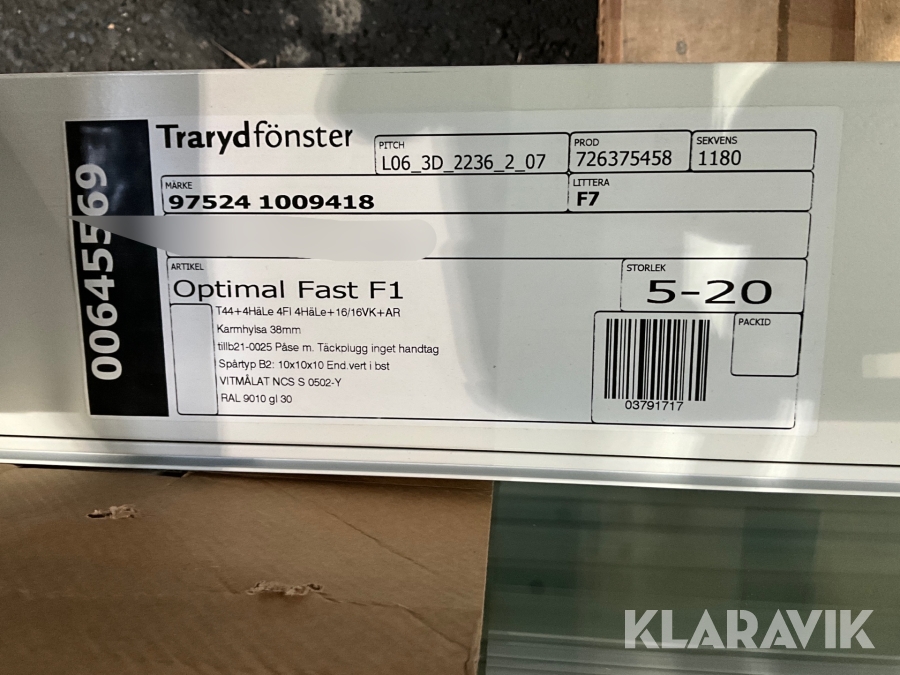 Trarydfönster
PITCH
L06_3D_2236_2_07
PROD
726375458
SEKVENS
1180
MÄRKE
97524 1009418
LITTERA
F7
00645569
ARTIKEL
Optimal Fast F1
STORLEK
5-20
T44+4HäLe 4Fl 4HäLe+16/16VK+AR
Karmhylsa 38mm
tillb21-0025 Påse m. Täckplugg inget handtag
Spårtyp B2: 10x10x10 End.vert i bst
VITMÅLAT NCS S 0502-Y
RAL 9010 gl 30
PACKID
03791717
KLARAVIK